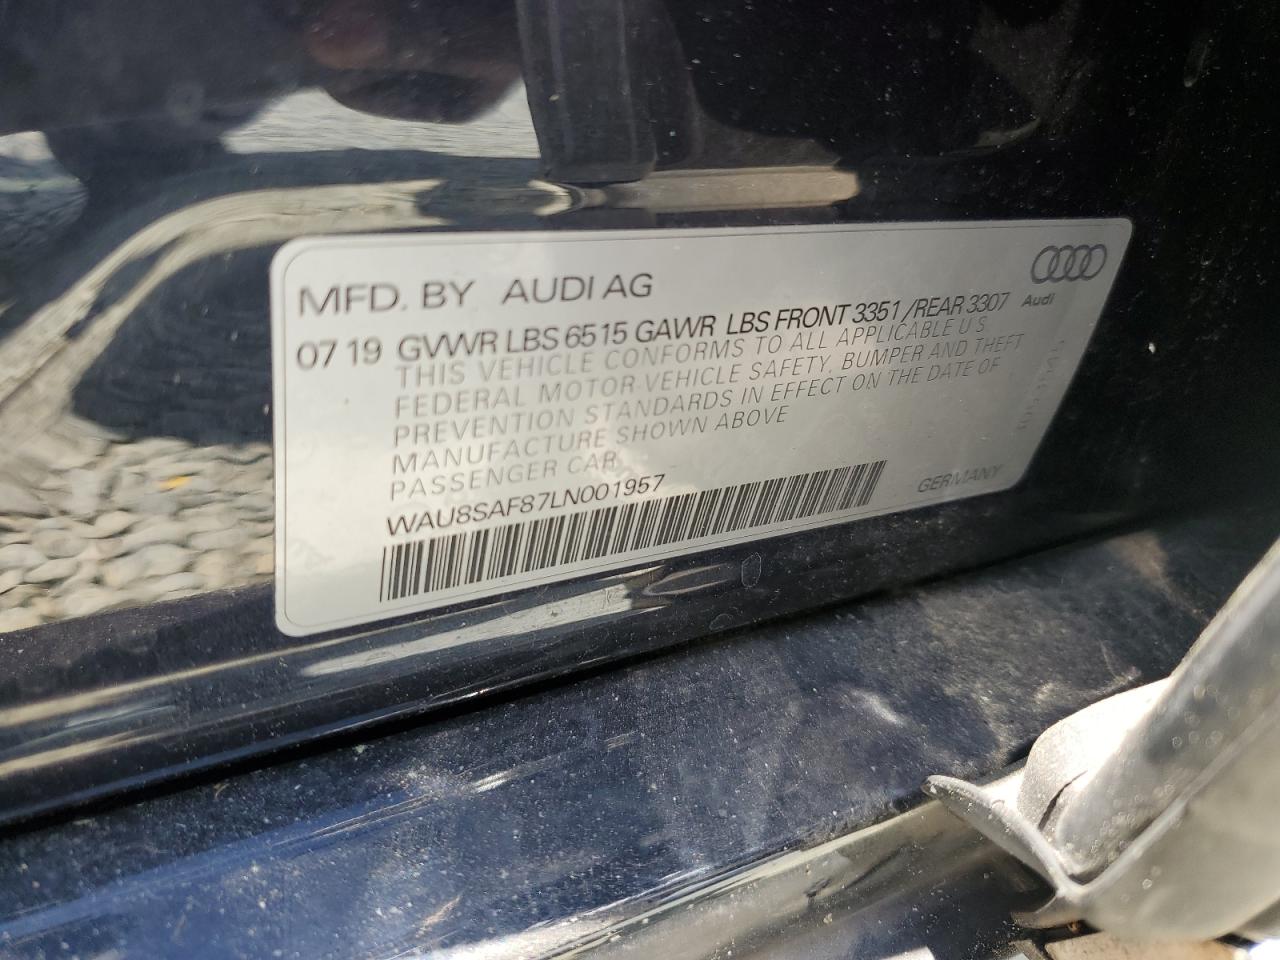 MFD. BY AUDI AG
Audi
07 19 GVWR LBS 6515 GAWR LBS FRONT 3351 /REAR 3307
THIS VEHICLE CONFORMS TO ALL APPLICABLE U S
FEDERAL MOTOR VEHICLE SAFETY, BUMPER AND THEFT
PREVENTION STANDARDS IN EFFECT ON THE DATE OF
MANUFACTURE SHOWN ABOVE
PASSENGER CAR
WAU8SAF87LN001957
GERMANY